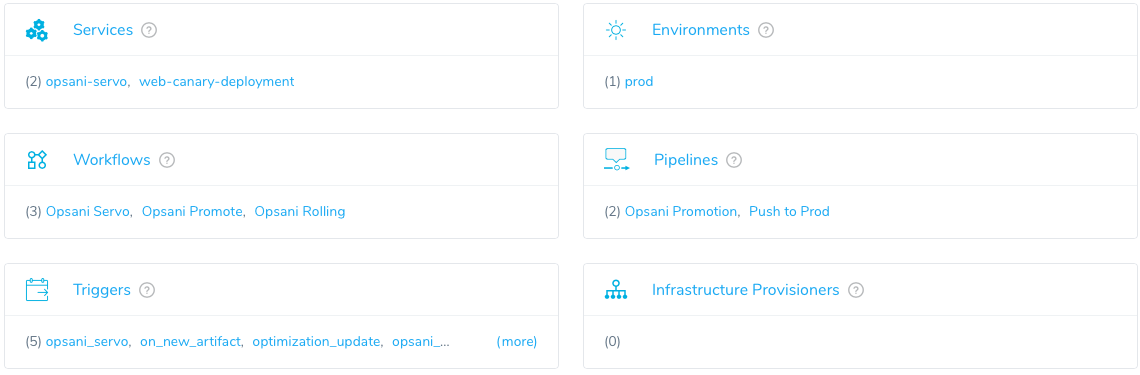 Services ?
(2) opsani-servo, web-canary-deployment
Environments ?
(1) prod
Workflows ?
(3) Opsani Servo, Opsani Promote, Opsani Rolling
Pipelines ?
(2) Opsani Promotion, Push to Prod
Triggers ?
(5) opsani_servo, on_new_artifact, optimization_update, opsani_... (more)
Infrastructure Provisioners ?
(0)